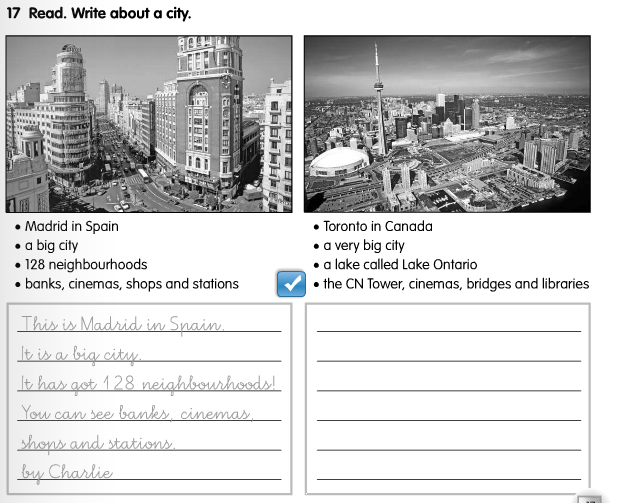 17 Read. Write about a city.
• Madrid in Spain
• a big city
• 128 neighbourhoods
• banks, cinemas, shops and stations
• Toronto in Canada
• a very big city
• a lake called Lake Ontario
• the CN Tower, cinemas, bridges and libraries
This is Madrid in Spain.
It is a big city.
It has got 128 neighbourhoods!
You can see banks, cinemas,
shops and stations.
by Charlie